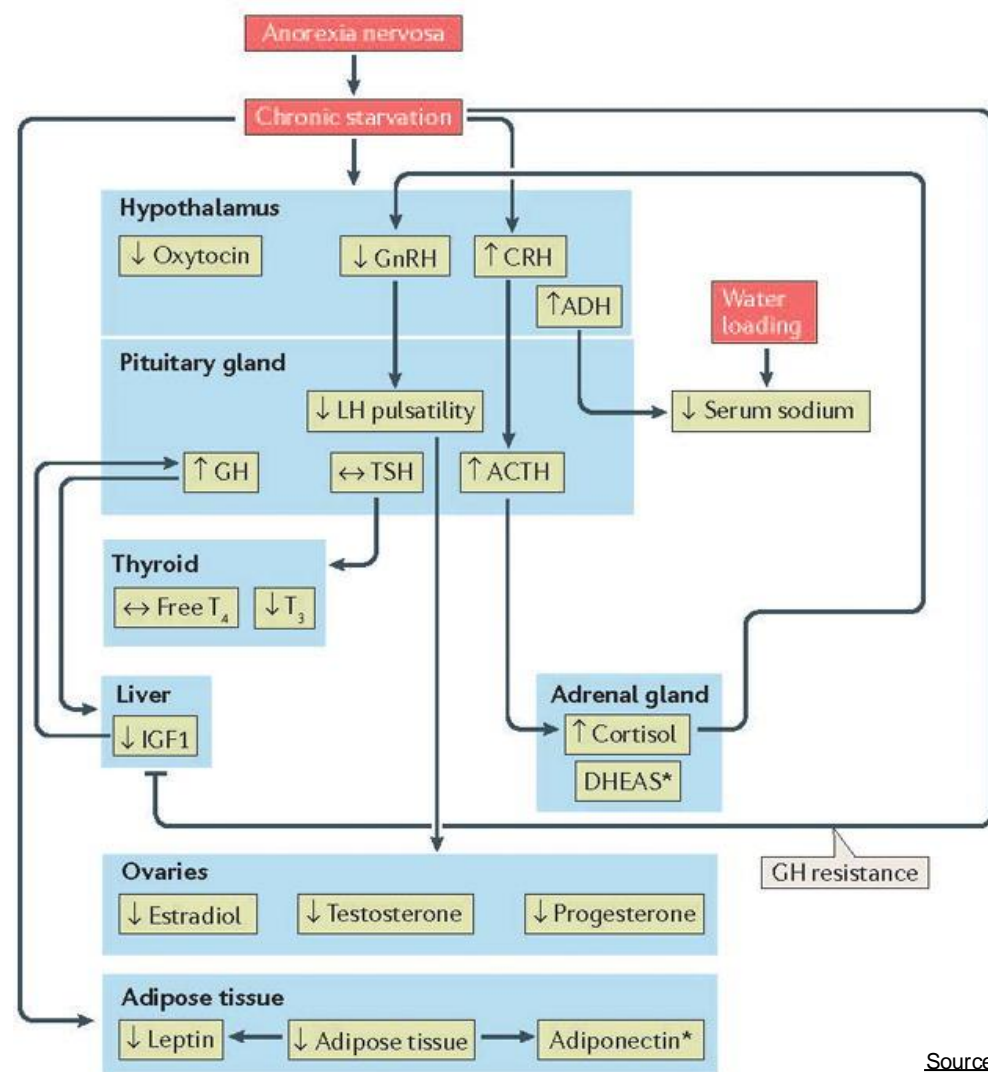 Anorexia nervosa
Chronic starvation
Hypothalamus
↓ Oxytocin
↓ GnRH
↑ CRH
↑ADH
Water
loading
Pituitary gland
↓ LH pulsatility
↓ Serum sodium
↑ GH
↔ TSH
↑ ACTH
Thyroid
↔ Free T₄
↓ T₃
Liver
↓ IGF1
Adrenal gland
↑ Cortisol
DHEAS*
GH resistance
Ovaries
↓ Estradiol
↓ Testosterone
↓ Progesterone
Adipose tissue
↓ Leptin
↓ Adipose tissue
Adiponectin*
Source